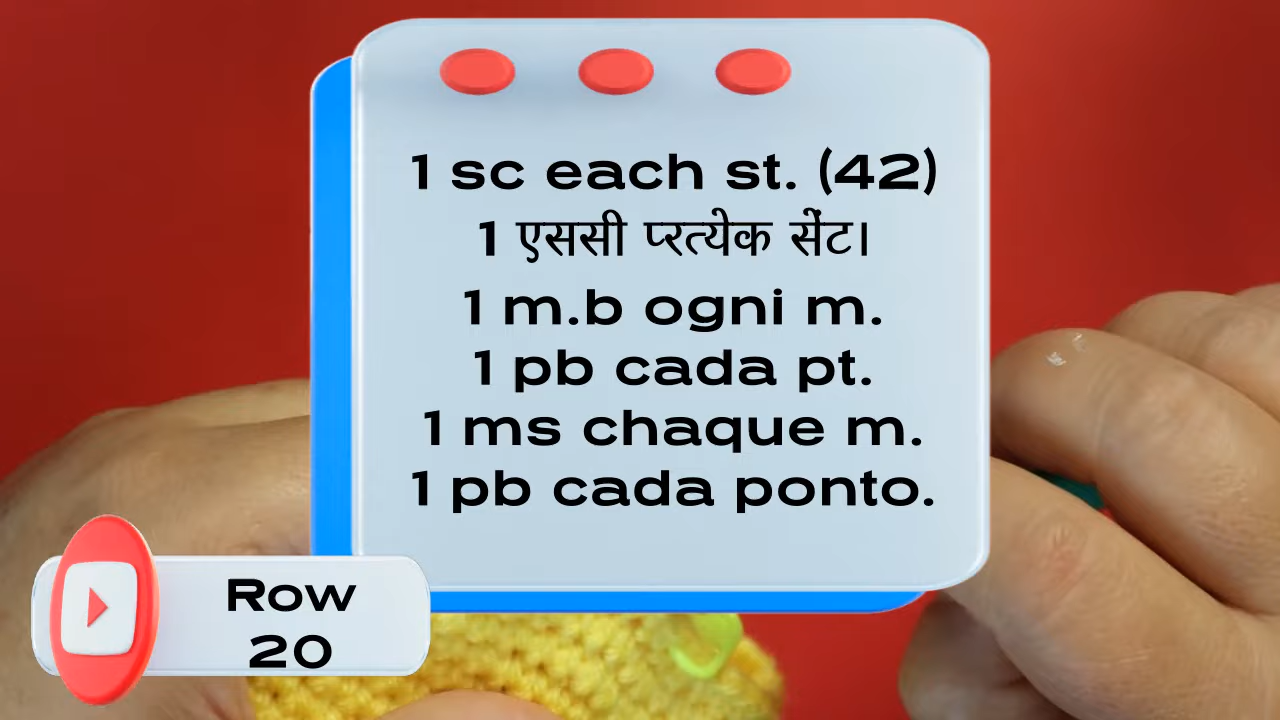 1 sc each st. (42)
1 एससी प्रत्येक सेंट।
1 m.b ogni m.
1 pb cada pt.
1 ms chaque m.
1 pb cada ponto.
Row
20